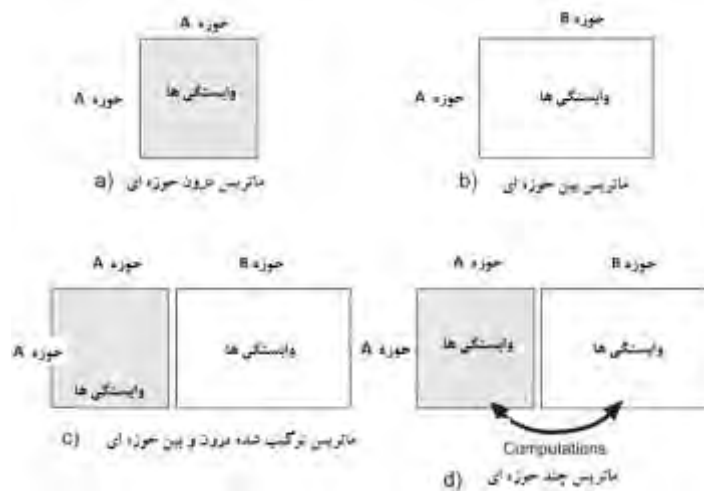 حوزه A
حوزه A
وابستگی ها
a) ماتریس درون حوزه ای
حوزه B
حوزه A
وابستگی ها
b) ماتریس بین حوزه ای
حوزه A
حوزه B
حوزه A
وابستگی ها
وابستگی ها
c) ماتریس ترکیب شده درون و بین حوزه ای
حوزه A
حوزه B
حوزه A
وابستگی ها
وابستگی ها
Computations
d) ماتریس چند حوزه ای